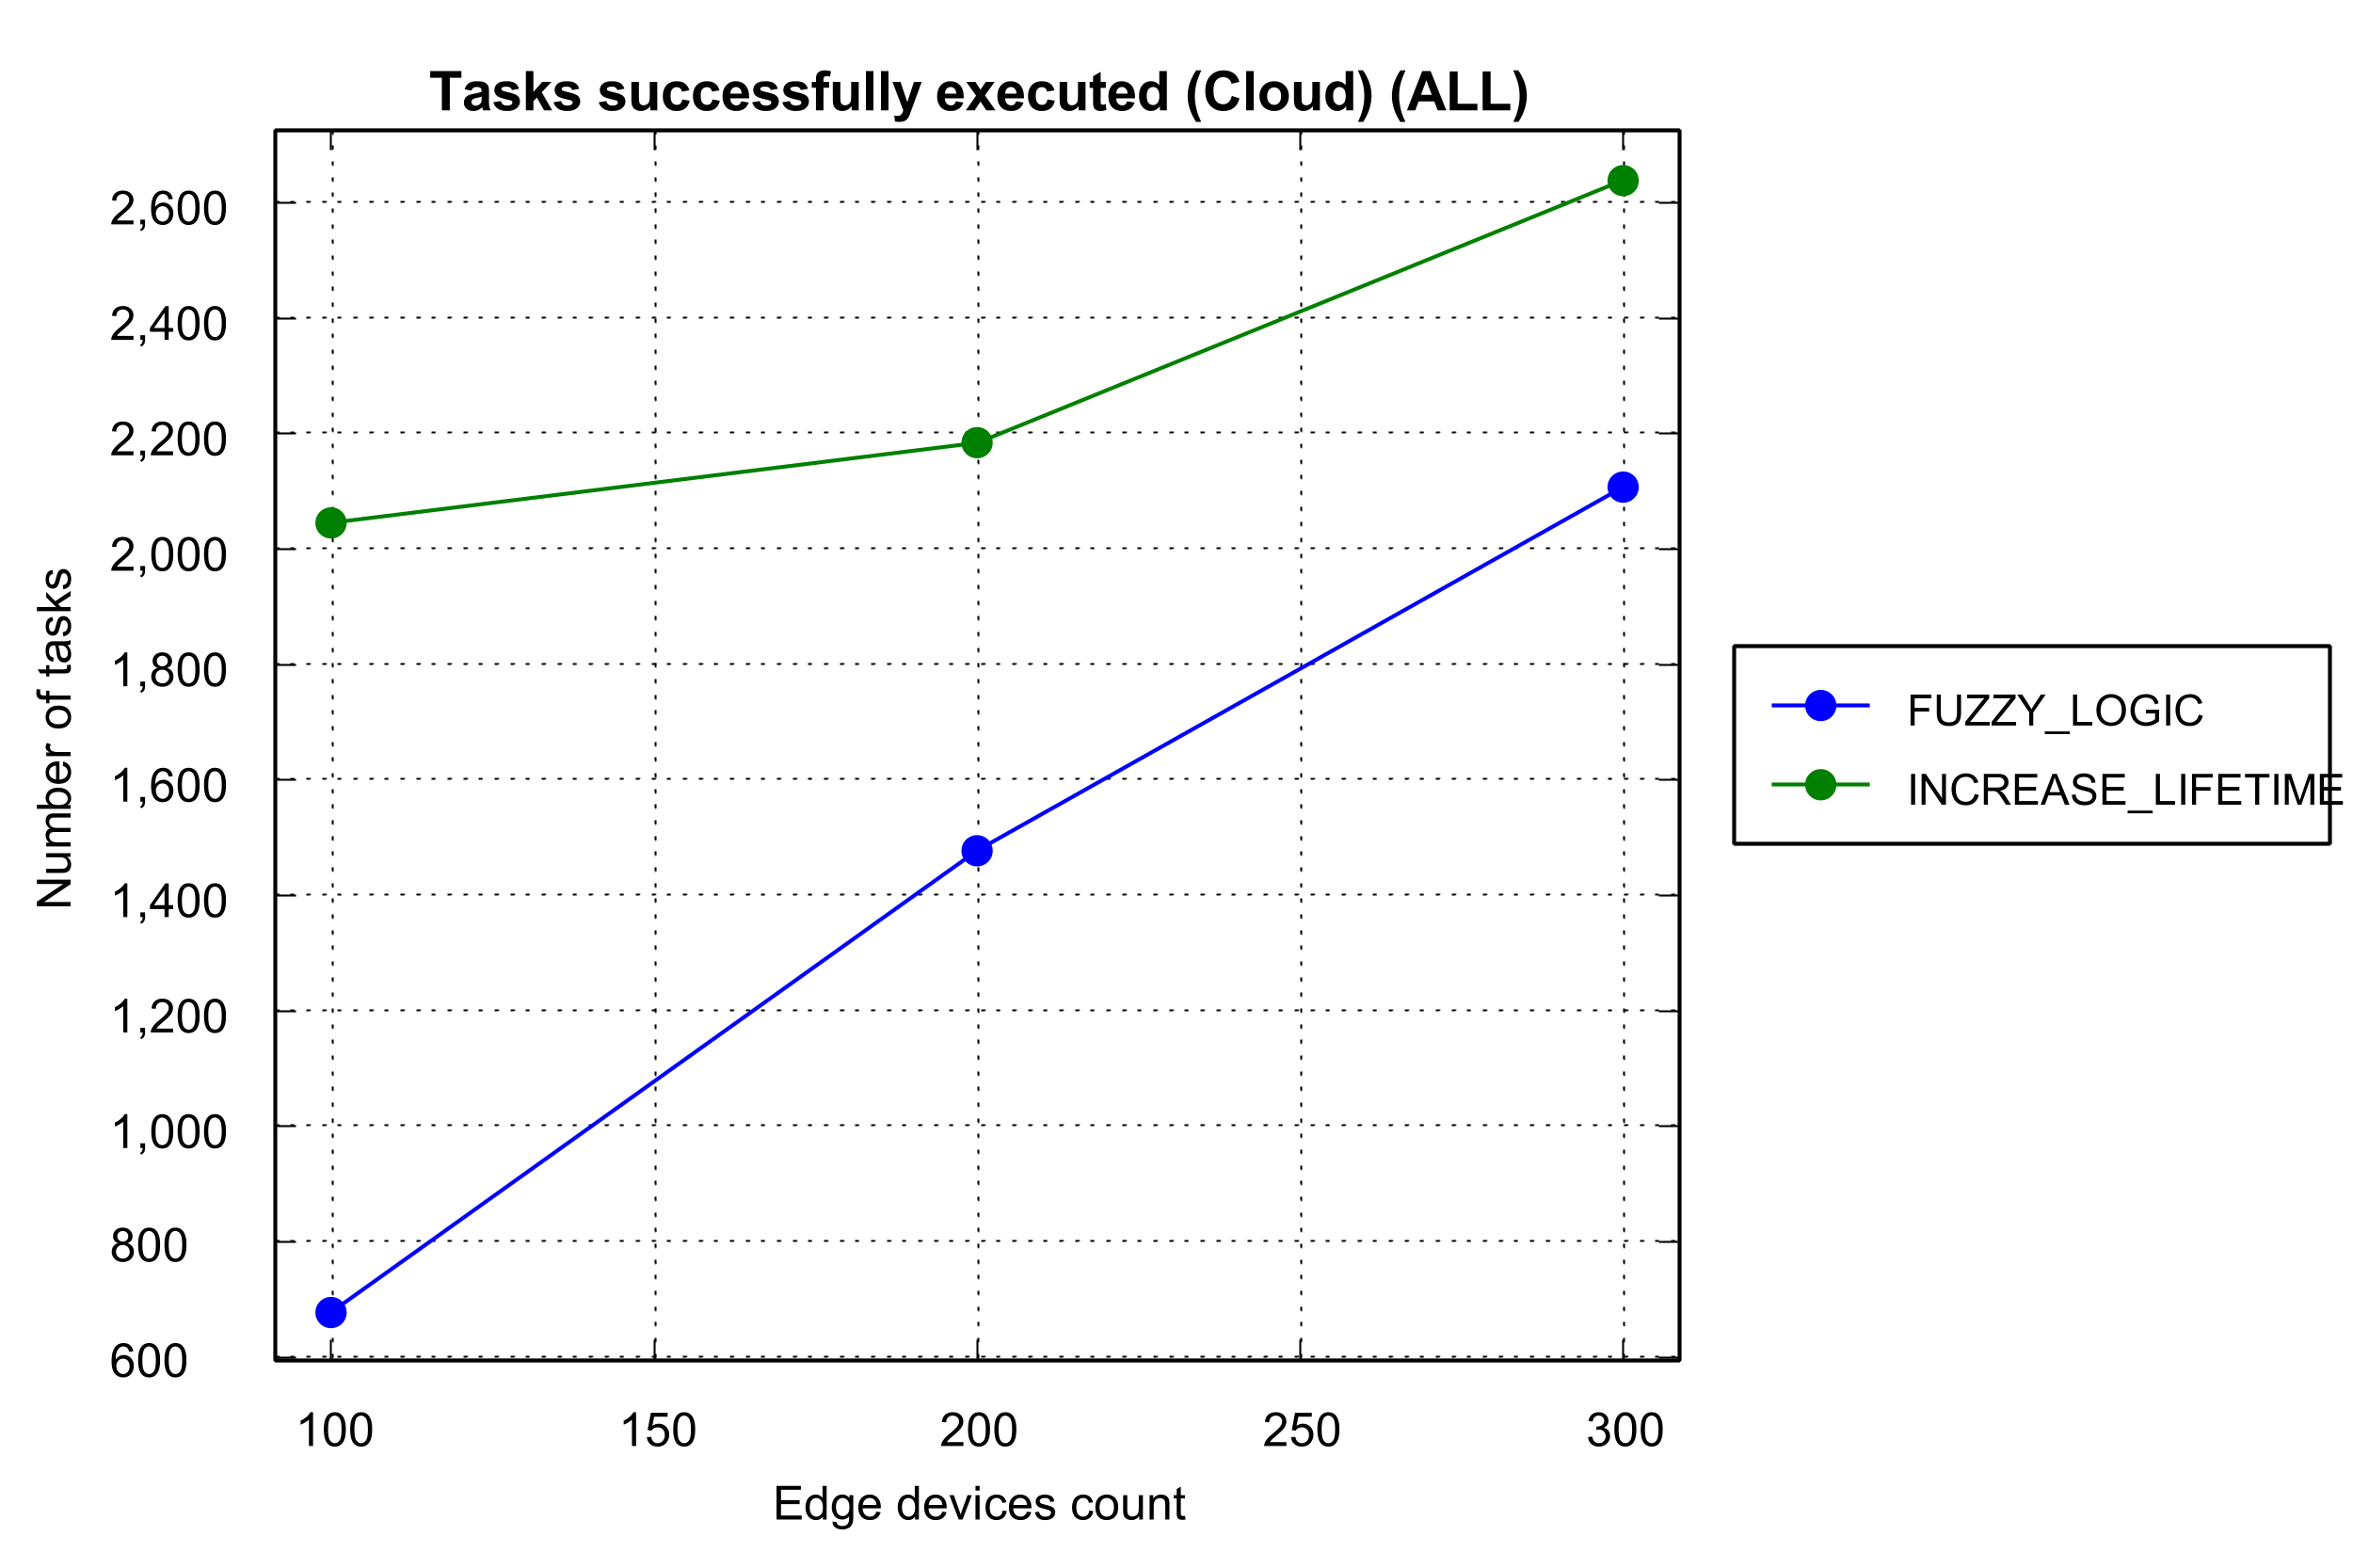 Tasks successfully executed (Cloud) (ALL)
2,600
2,400
2,200
2,000
1,800
1,600
1,400
1,200
1,000
800
600
Number of tasks
100 150 200 250 300
Edge devices count
FUZZY_LOGIC
INCREASE_LIFETIME